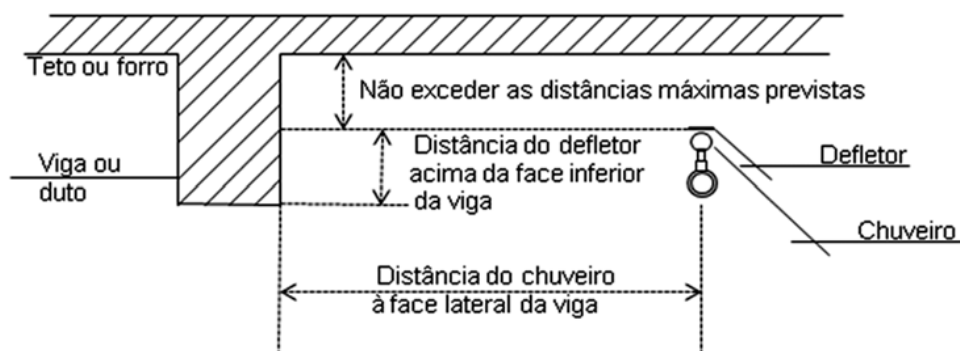 Teto ou forro
Não exceder as distâncias máximas previstas
Viga ou
duto
Distância do defletor
acima da face inferior
da viga
Defletor
Chuveiro
Distância do chuveiro
à face lateral da viga